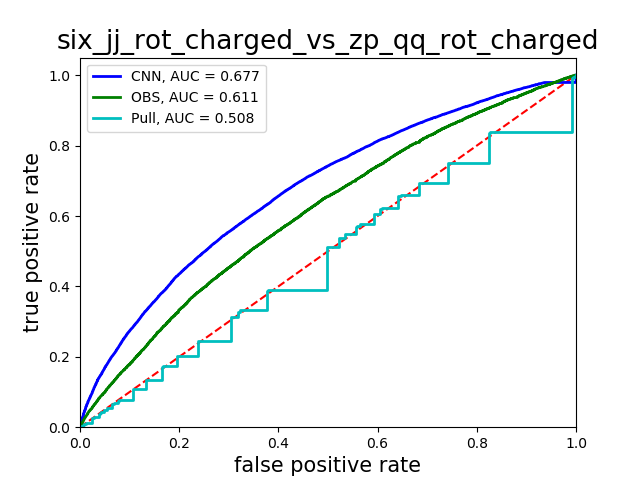 six_jj_rot_charged_vs_zp_qq_rot_charged
CNN, AUC = 0.677
OBS, AUC = 0.611
Pull, AUC = 0.508
true positive rate
1.0
0.8
0.6
0.4
0.2
0.0
0.0 0.2 0.4 0.6 0.8 1.0
false positive rate